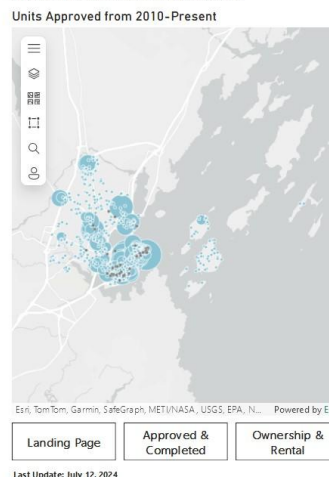 Units Approved from 2010-Present
Esri, TomTom, Garmin, SafeGraph, METI/NASA, USGS, EPA, N... Powered by E
Landing Page
Approved &
Completed
Ownership &
Rental
Last Update: July 12, 2024